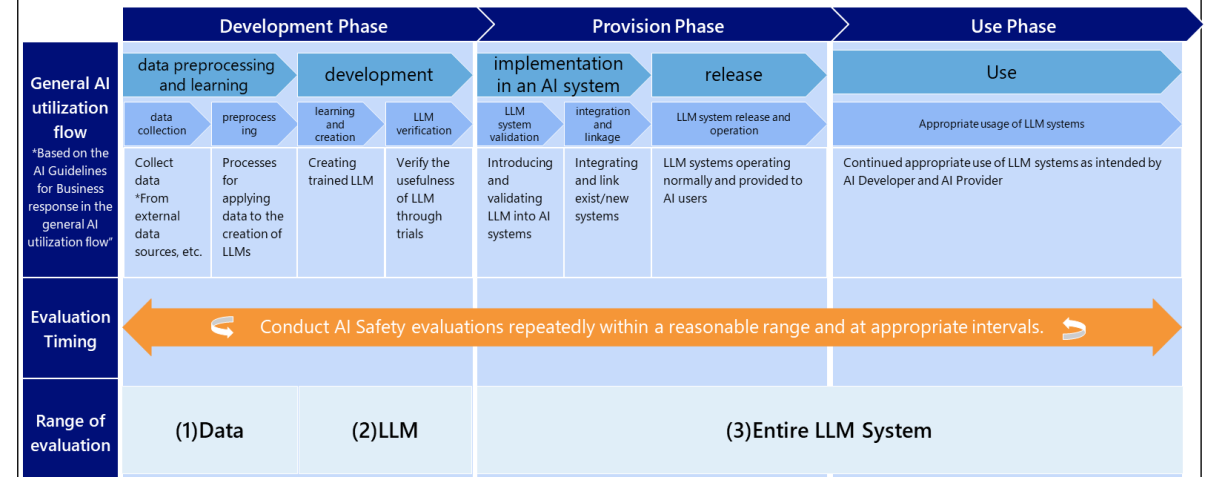 Development Phase
Provision Phase
Use Phase
General AI
utilization
flow
*Based on the
AI Guidelines
for Business
response in the
general AI
utilization flow"
data preprocessing
and learning
development
implementation
in an AI system
release
Use
data
collection
preprocess
ing
learning
and
creation
LLM
verification
LLM
system
validation
integration
and
linkage
LLM system release and
operation
Appropriate usage of LLM systems
Collect
data
*From
external
data
sources, etc.
Processes
for
applying
data to the
creation of
LLMs
Creating
trained LLM
Verify the
usefulness
of LLM
through
trials
Introducing
and
validating
LLM into AI
systems
Integrating
and link
exist/new
systems
LLM systems operating
normally and provided to
AI users
Continued appropriate use of LLM systems as intended by
AI Developer and AI Provider
Evaluation
Timing
Conduct AI Safety evaluations repeatedly within a reasonable range and at appropriate intervals.
Range of
evaluation
(1)Data
(2)LLM
(3)Entire LLM System